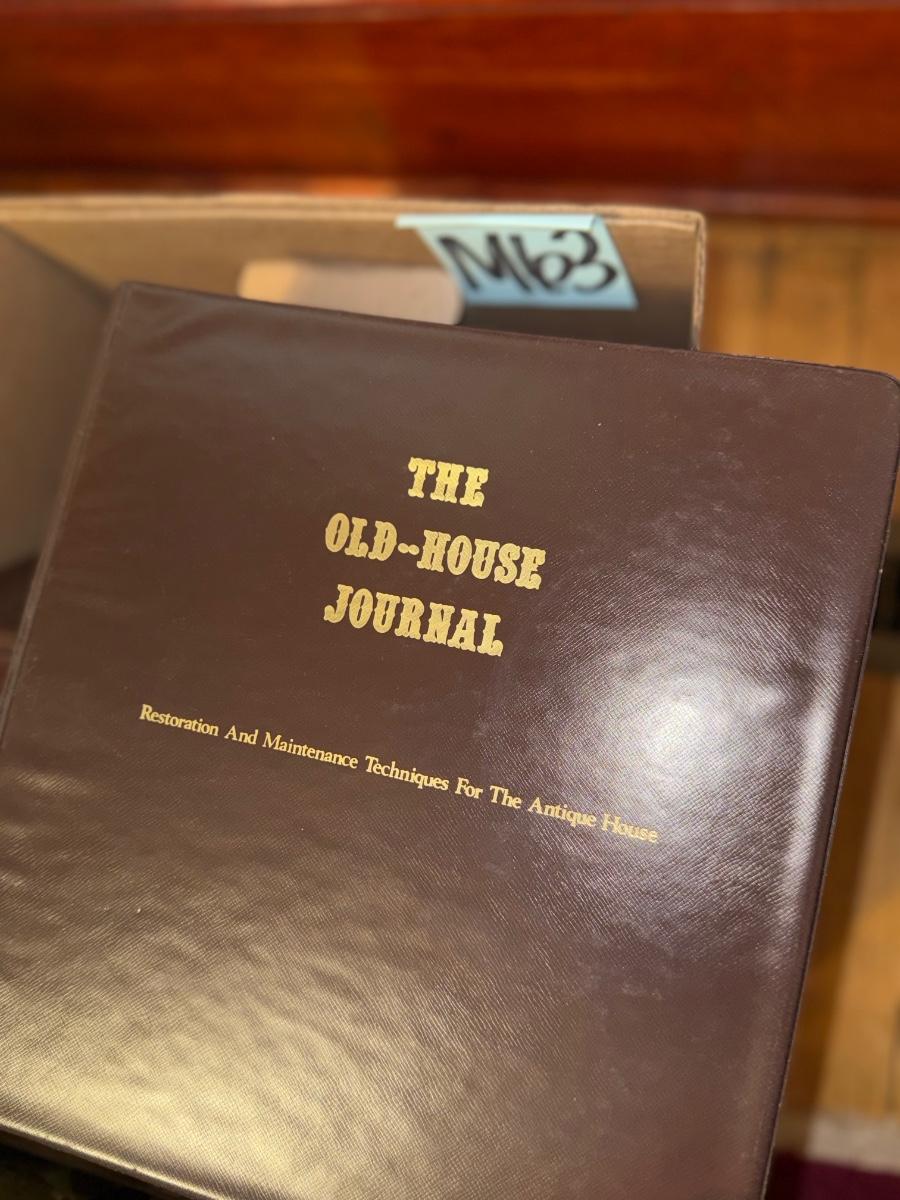 M63
THE
OLD--HOUSE
JOURNAL
Restoration And Maintenance Techniques For The Antique House